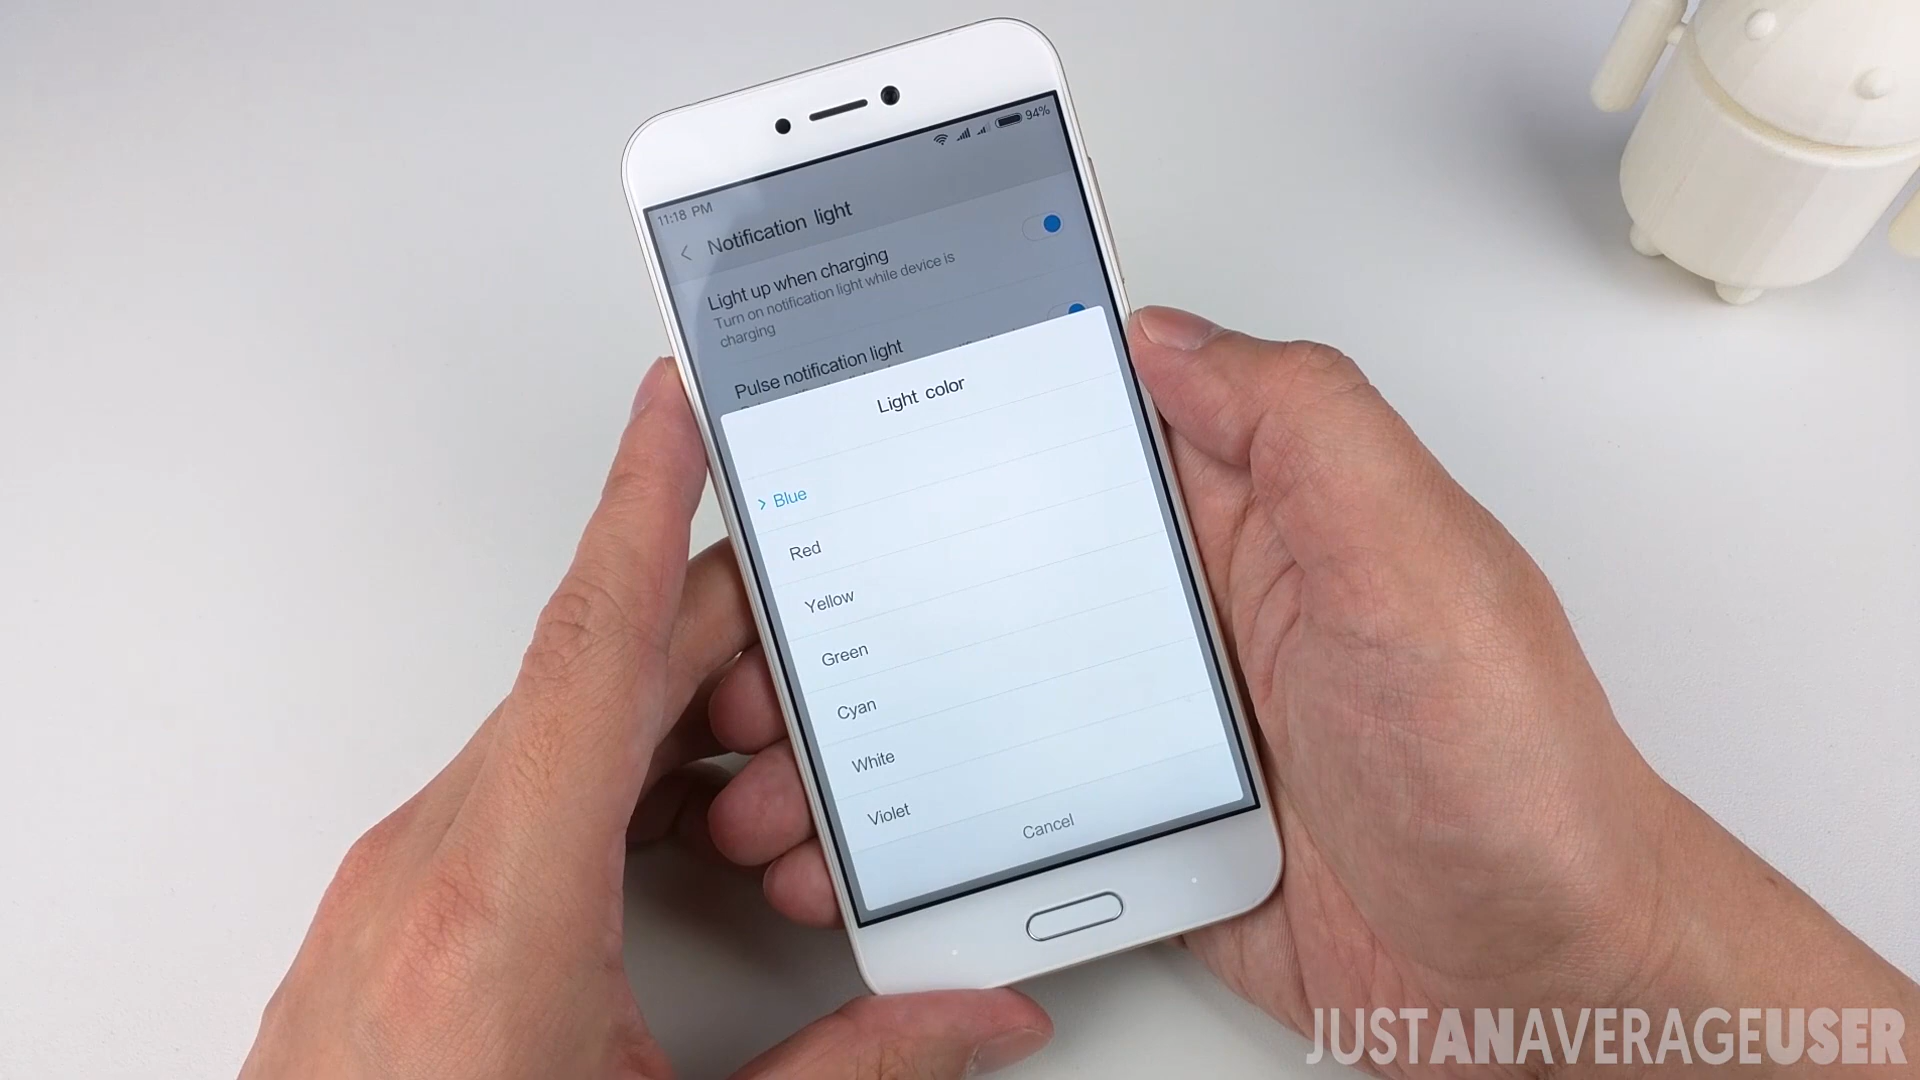 94%
11:18 PM
Notification light
Light up when charging
Turn on notification light while device is
charging
Pulse notification light
Light color
Blue
Red
Yellow
Green
Cyan
White
Violet
Cancel
JUSTANAVERAGEUSER